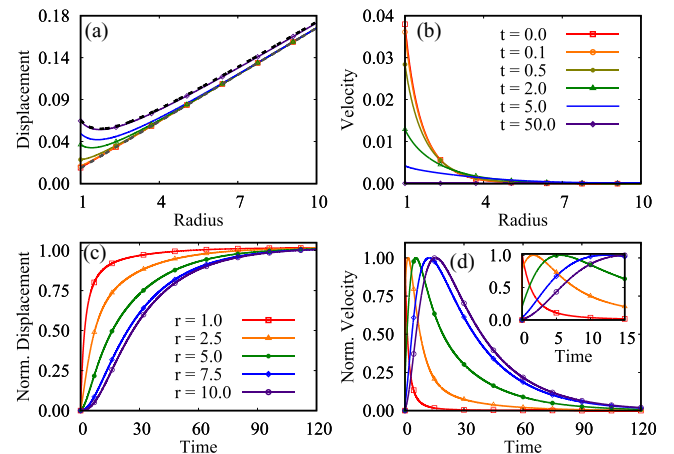 (a)
Displacement
0.18
0.09
0.04
0.00
1
4
7
10
Radius
(b)
Velocity
0.04
0.03
0.02
0.01
0.00
t = 0.0
t = 0.1
t = 0.5
t = 2.0
t = 5.0
t = 50.0
1
4
7
10
Radius
(c)
Norm. Displacement
1.00
0.75
0.50
0.25
0.00
r = 1.0
r = 2.5
r = 5.0
r = 7.5
r = 10.0
0
30
60
90
120
Time
(d)
Norm. Velocity
1.00
0.75
0.50
0.25
0.00
1.0
0.5
0.0
0
5
10
15
Time
0
30
60
90
120
Time